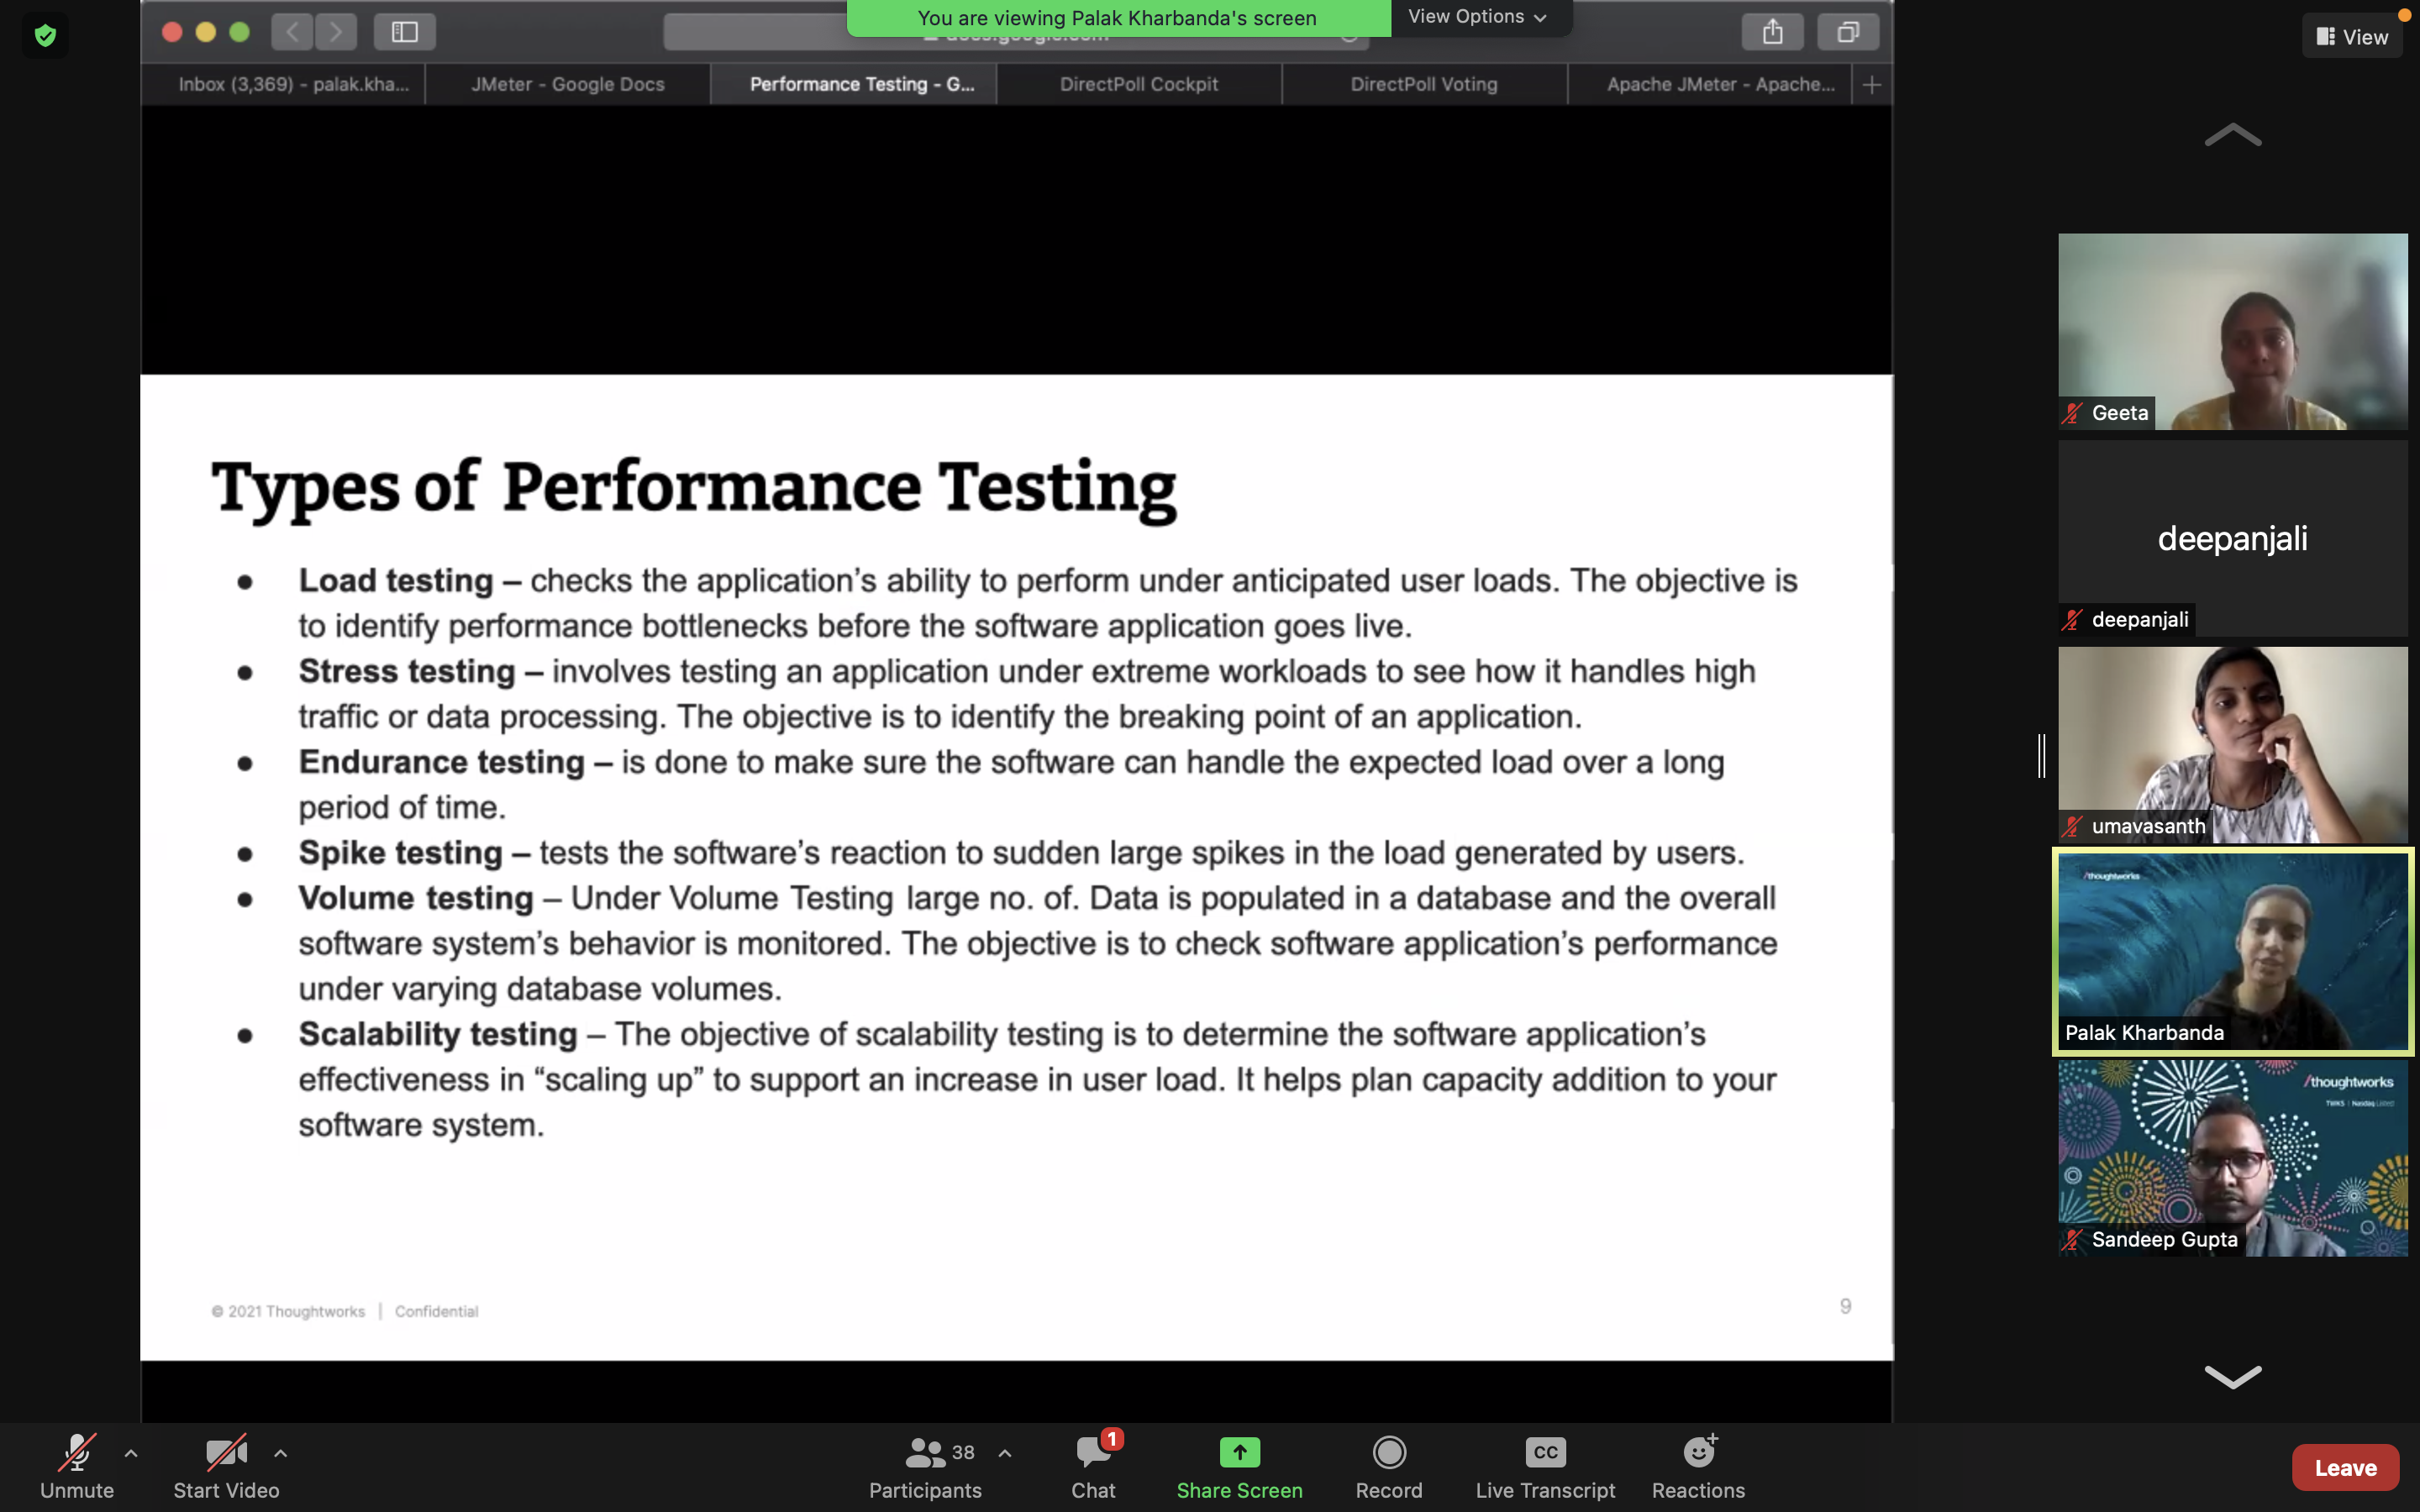 You are viewing Palak Kharbanda's screen
View Options
View
Inbox (3,369) - palak.kha...
JMeter - Google Docs
Performance Testing - G...
DirectPoll Cockpit
DirectPoll Voting
Apache JMeter - Apache...
Types of Performance Testing
● Load testing – checks the application’s ability to perform under anticipated user loads. The objective is
to identify performance bottlenecks before the software application goes live.
● Stress testing – involves testing an application under extreme workloads to see how it handles high
traffic or data processing. The objective is to identify the breaking point of an application.
● Endurance testing – is done to make sure the software can handle the expected load over a long
period of time.
● Spike testing – tests the software’s reaction to sudden large spikes in the load generated by users.
● Volume testing – Under Volume Testing large no. of. Data is populated in a database and the overall
software system’s behavior is monitored. The objective is to check software application’s performance
under varying database volumes.
● Scalability testing – The objective of scalability testing is to determine the software application’s
effectiveness in “scaling up” to support an increase in user load. It helps plan capacity addition to your
software system.
© 2021 Thoughtworks | Confidential
9
Geeta
deepanjali
deepanjali
umavasanth
/thoughtworks
Palak Kharbanda
/thoughtworks
Sandeep Gupta
Unmute
Start Video
38
Participants
1
Chat
Share Screen
Record
CC
Live Transcript
Reactions
Leave